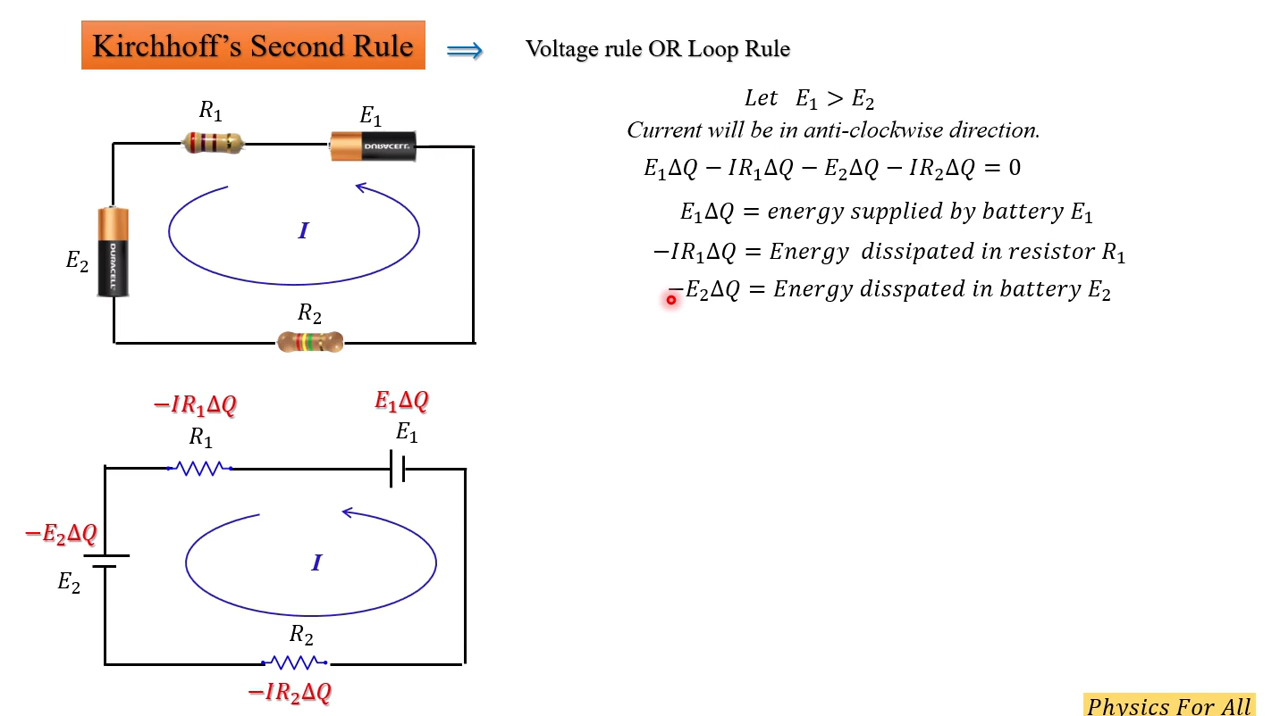 Kirchhoff's Second Rule ⟹ Voltage rule OR Loop Rule
Let E₁ > E₂
Current will be in anti-clockwise direction.
E₁ΔQ − IR₁ΔQ − E₂ΔQ − IR₂ΔQ = 0
E₁ΔQ = energy supplied by battery E₁
−IR₁ΔQ = Energy dissipated in resistor R₁
−E₂ΔQ = Energy disspated in battery E₂
R₁
E₁
DURACELL
I
E₂
DURACELL
R₂
−IR₁ΔQ
E₁ΔQ
R₁
E₁
−E₂ΔQ
E₂
I
R₂
−IR₂ΔQ
Physics For All